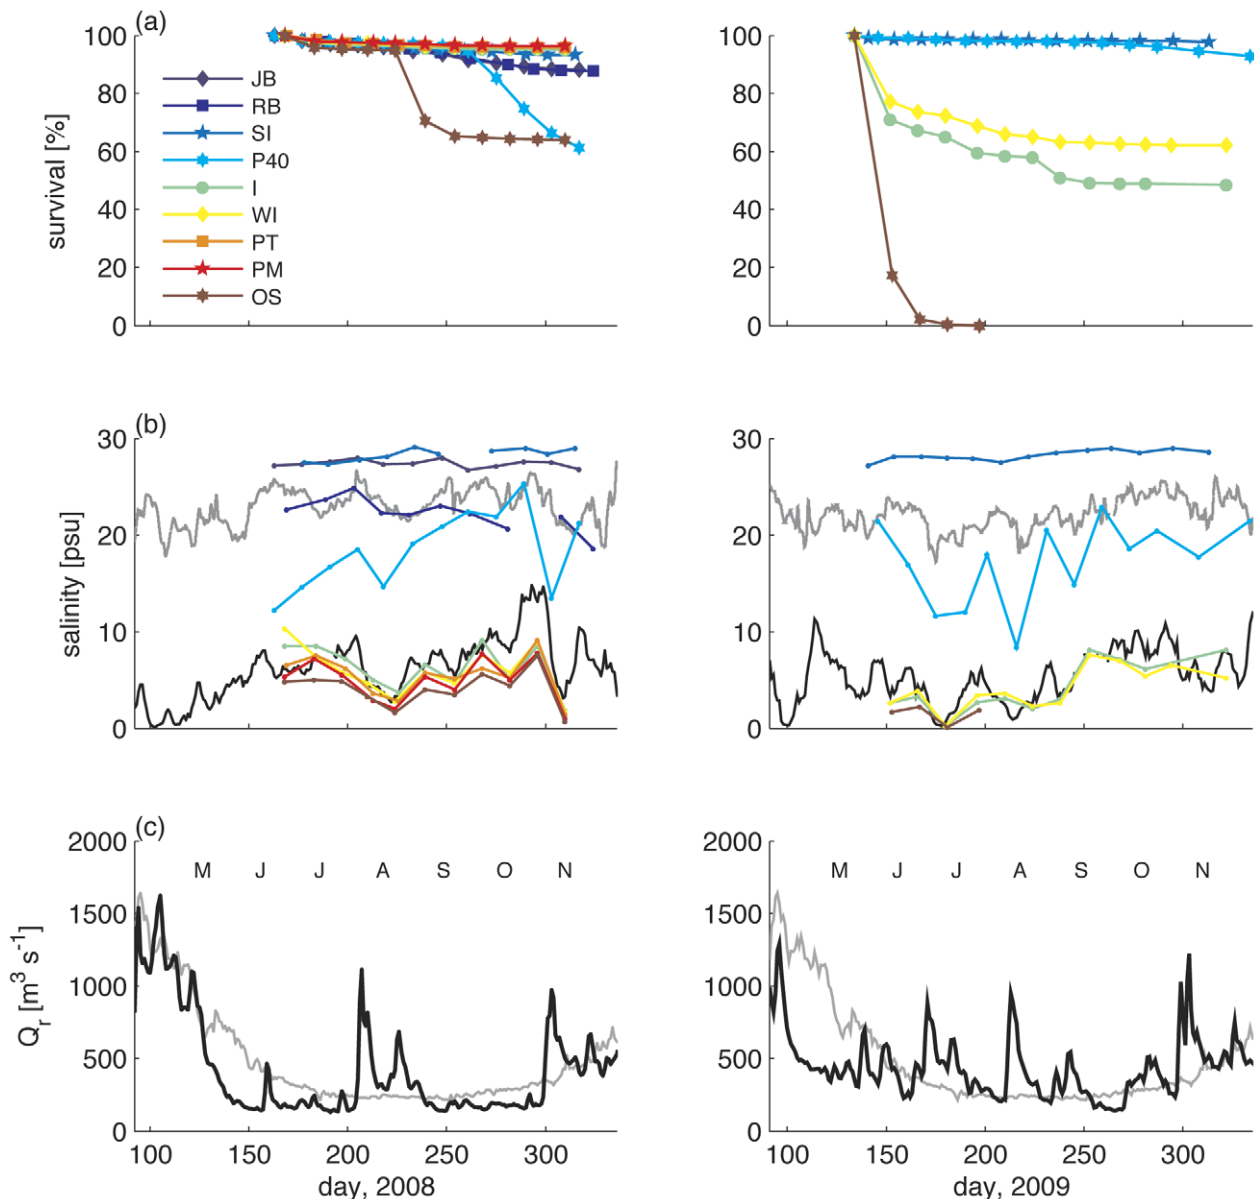 (a)
100
80
60
40
20
0
survival [%]
JB
RB
SI
P40
I
WI
PT
PM
OS
100
80
60
40
20
0
(b)
30
20
10
0
salinity [psu]
30
20
10
0
(c)
2000
1500
1000
500
0
Qr [m³ s⁻¹]
M J J A S O N
100 150 200 250 300
day, 2008
2000
1500
1000
500
0
M J J A S O N
100 150 200 250 300
day, 2009